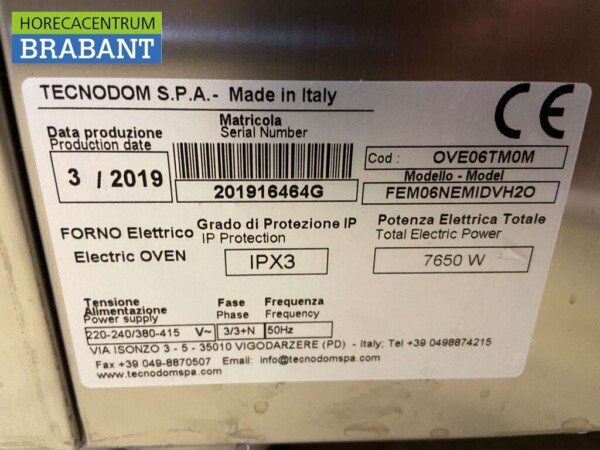 HORECACENTRUM
BRABANT
TECNODOM S.P.A.- Made in Italy
CE
Data produzione
Production date
3 / 2019
Matricola
Serial Number
201916464G
Cod : OVE06TM0M
Modello - Model
FEM06NEMIDVH2O
FORNO Elettrico
Electric OVEN
Grado di Protezione IP
IP Protection
IPX3
Potenza Elettrica Totale
Total Electric Power
7650 W
Tensione
Alimentazione
Power supply
220-240/380-415 V~
Fase
Phase
3/3+N
Frequenza
Frequency
50Hz
VIA ISONZO 3 - 5 - 35010 VIGODARZERE (PD) - Italy; Tel +39 0498874215
Fax +39 049-8870507 Email: info@tecnodomspa.com
www.tecnodomspa.com